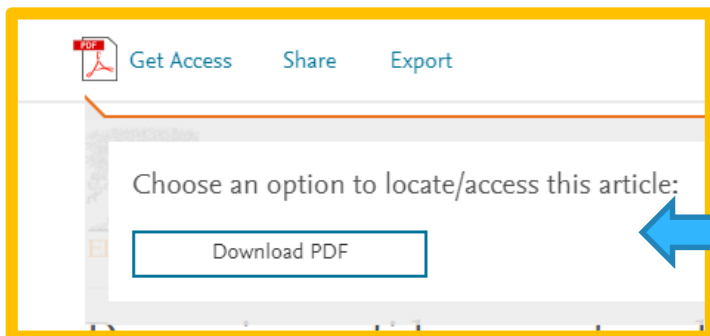 PDF
Get Access Share Export
Choose an option to locate/access this article:
Download PDF